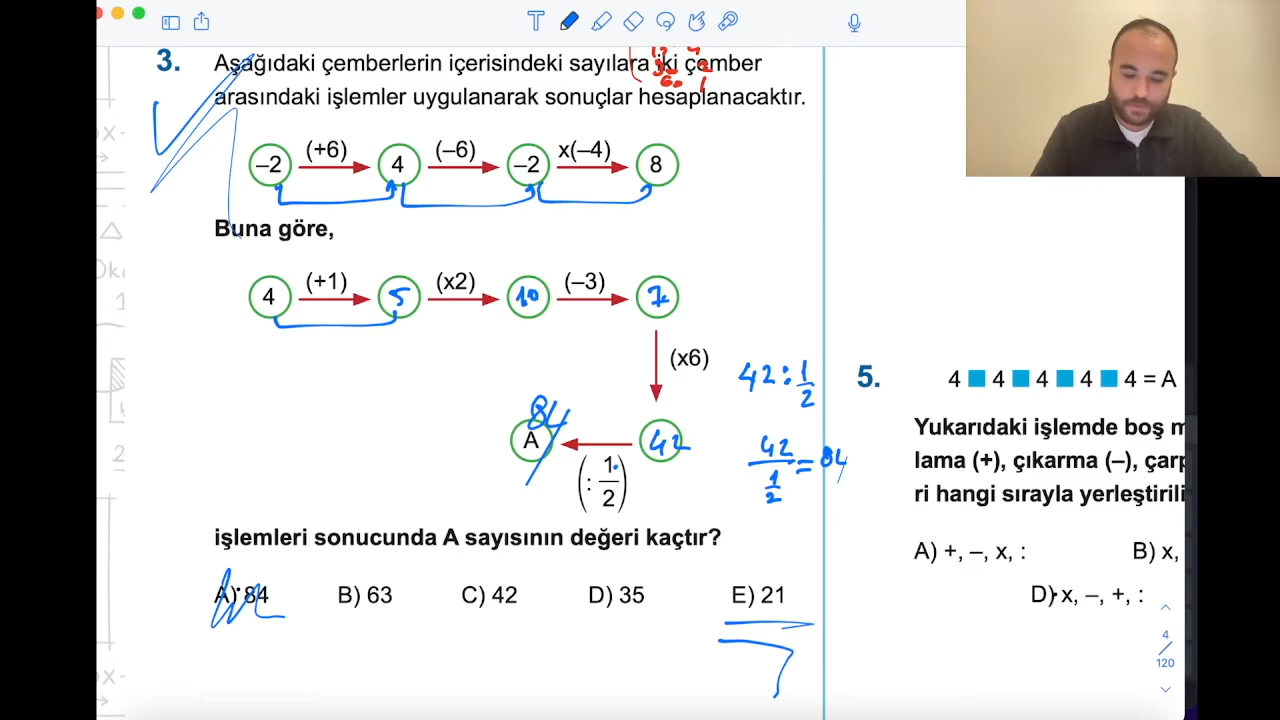 3. Aşağıdaki çemberlerin içerisindeki sayılara iki çember
arasındaki işlemler uygulanarak sonuçlar hesaplanacaktır.
–2 (+6) 4 (–6) –2 x(–4) 8
Buna göre,
4 (+1) 5 (x2) 10 (–3) 7
(x6)
42 : 1/2
84
A (: 1/2) 42
42 / 1/2 = 84
işlemleri sonucunda A sayısının değeri kaçtır?
A) 84 B) 63 C) 42 D) 35 E) 21
5. 4 ■ 4 ■ 4 ■ 4 ■ 4 = A
Yukarıdaki işlemde boş m
lama (+), çıkarma (–), çarp
ri hangi sırayla yerleştirili
A) +, –, x, : B) x,
D) x, –, +, :
4
120